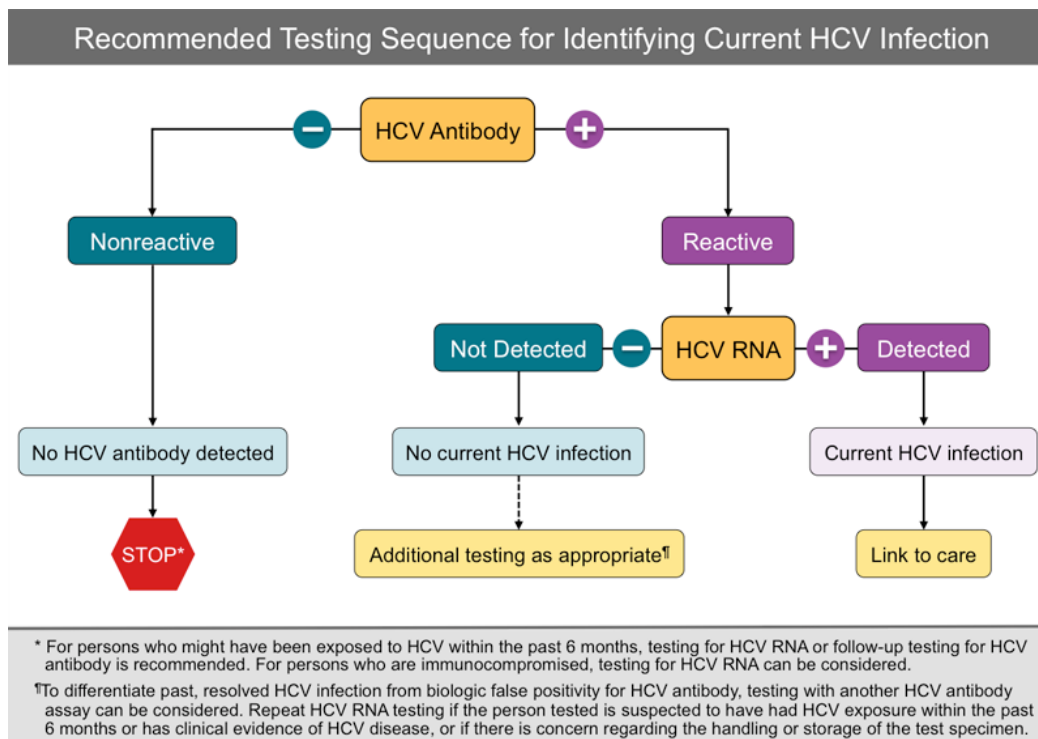 Recommended Testing Sequence for Identifying Current HCV Infection
HCV Antibody
Nonreactive
Reactive
Not Detected
HCV RNA
Detected
No HCV antibody detected
No current HCV infection
Current HCV infection
STOP*
Additional testing as appropriate¶
Link to care
* For persons who might have been exposed to HCV within the past 6 months, testing for HCV RNA or follow-up testing for HCV
antibody is recommended. For persons who are immunocompromised, testing for HCV RNA can be considered.
¶To differentiate past, resolved HCV infection from biologic false positivity for HCV antibody, testing with another HCV antibody
assay can be considered. Repeat HCV RNA testing if the person tested is suspected to have had HCV exposure within the past
6 months or has clinical evidence of HCV disease, or if there is concern regarding the handling or storage of the test specimen.